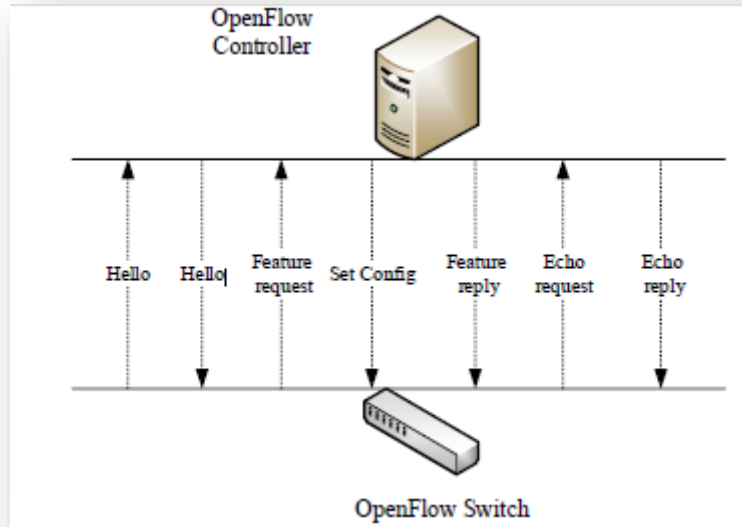 OpenFlow
Controller
Hello
Hello
Feature
request
Set Config
Feature
reply
Echo
request
Echo
reply
OpenFlow Switch